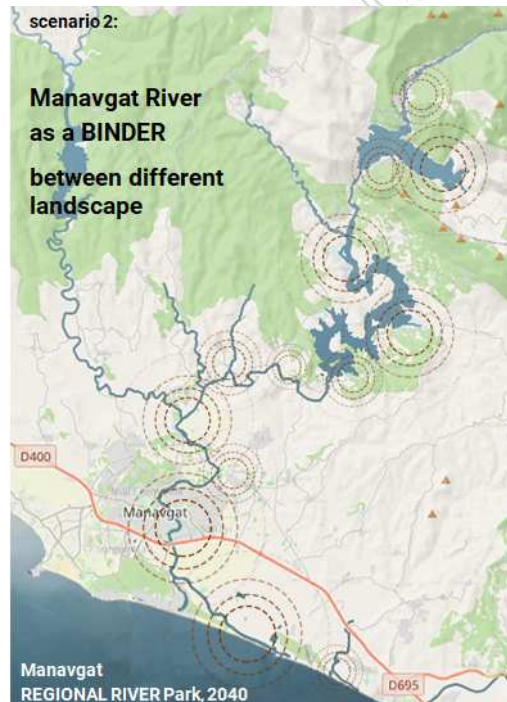 scenario 2:
Manavgat River
as a BINDER
between different
landscape
D400
Manavgat
D695
Manavgat
REGIONAL RIVER Park, 2040